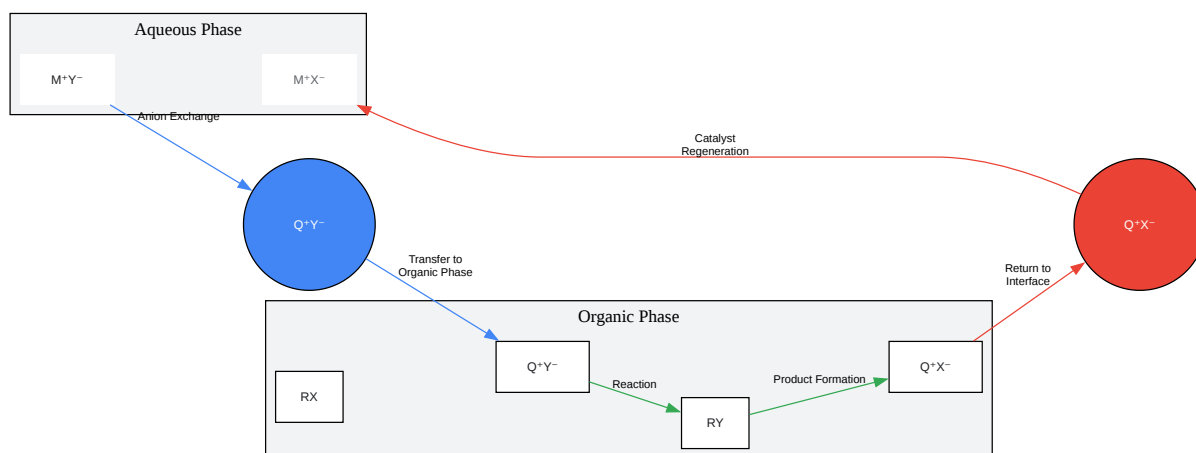 Aqueous Phase
M⁺Y⁻
M⁺X⁻
Anion Exchange
Catalyst
Regeneration
Q⁺Y⁻
Q⁺X⁻
Transfer to
Organic Phase
Return to
Interface
Organic Phase
Q⁺Y⁻
Q⁺X⁻
Reaction
Product Formation
RX
RY